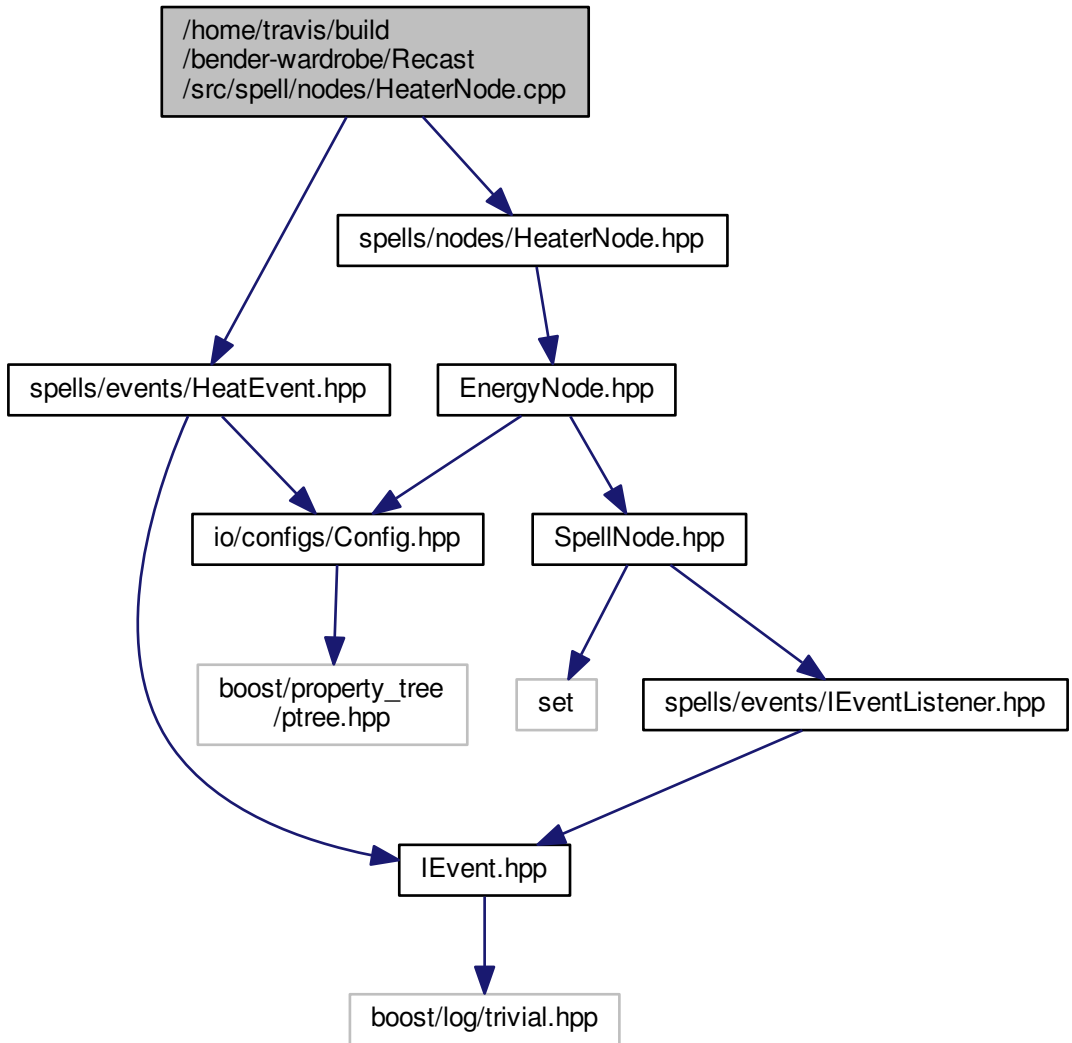 /home/travis/build
/bender-wardrobe/Recast
/src/spell/nodes/HeaterNode.cpp
spells/nodes/HeaterNode.hpp
spells/events/HeatEvent.hpp
EnergyNode.hpp
io/configs/Config.hpp
SpellNode.hpp
boost/property_tree
/ptree.hpp
set
spells/events/IEventListener.hpp
IEvent.hpp
boost/log/trivial.hpp